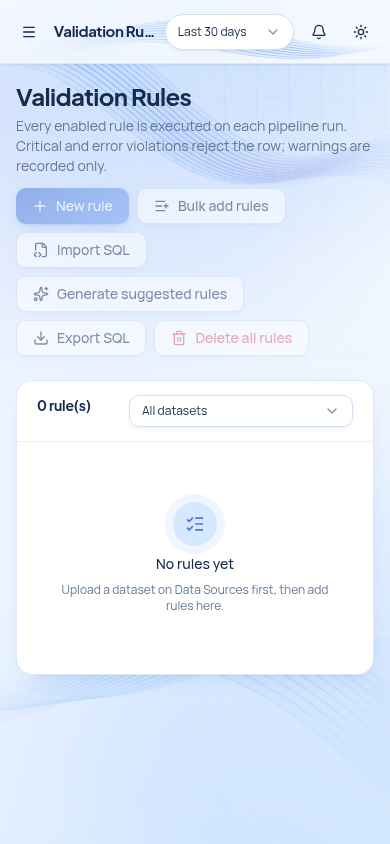 Validation Ru...
Last 30 days
Validation Rules
Every enabled rule is executed on each pipeline run.
Critical and error violations reject the row; warnings are
recorded only.
New rule
Bulk add rules
Import SQL
Generate suggested rules
Export SQL
Delete all rules
0 rule(s)
All datasets
No rules yet
Upload a dataset on Data Sources first, then add
rules here.